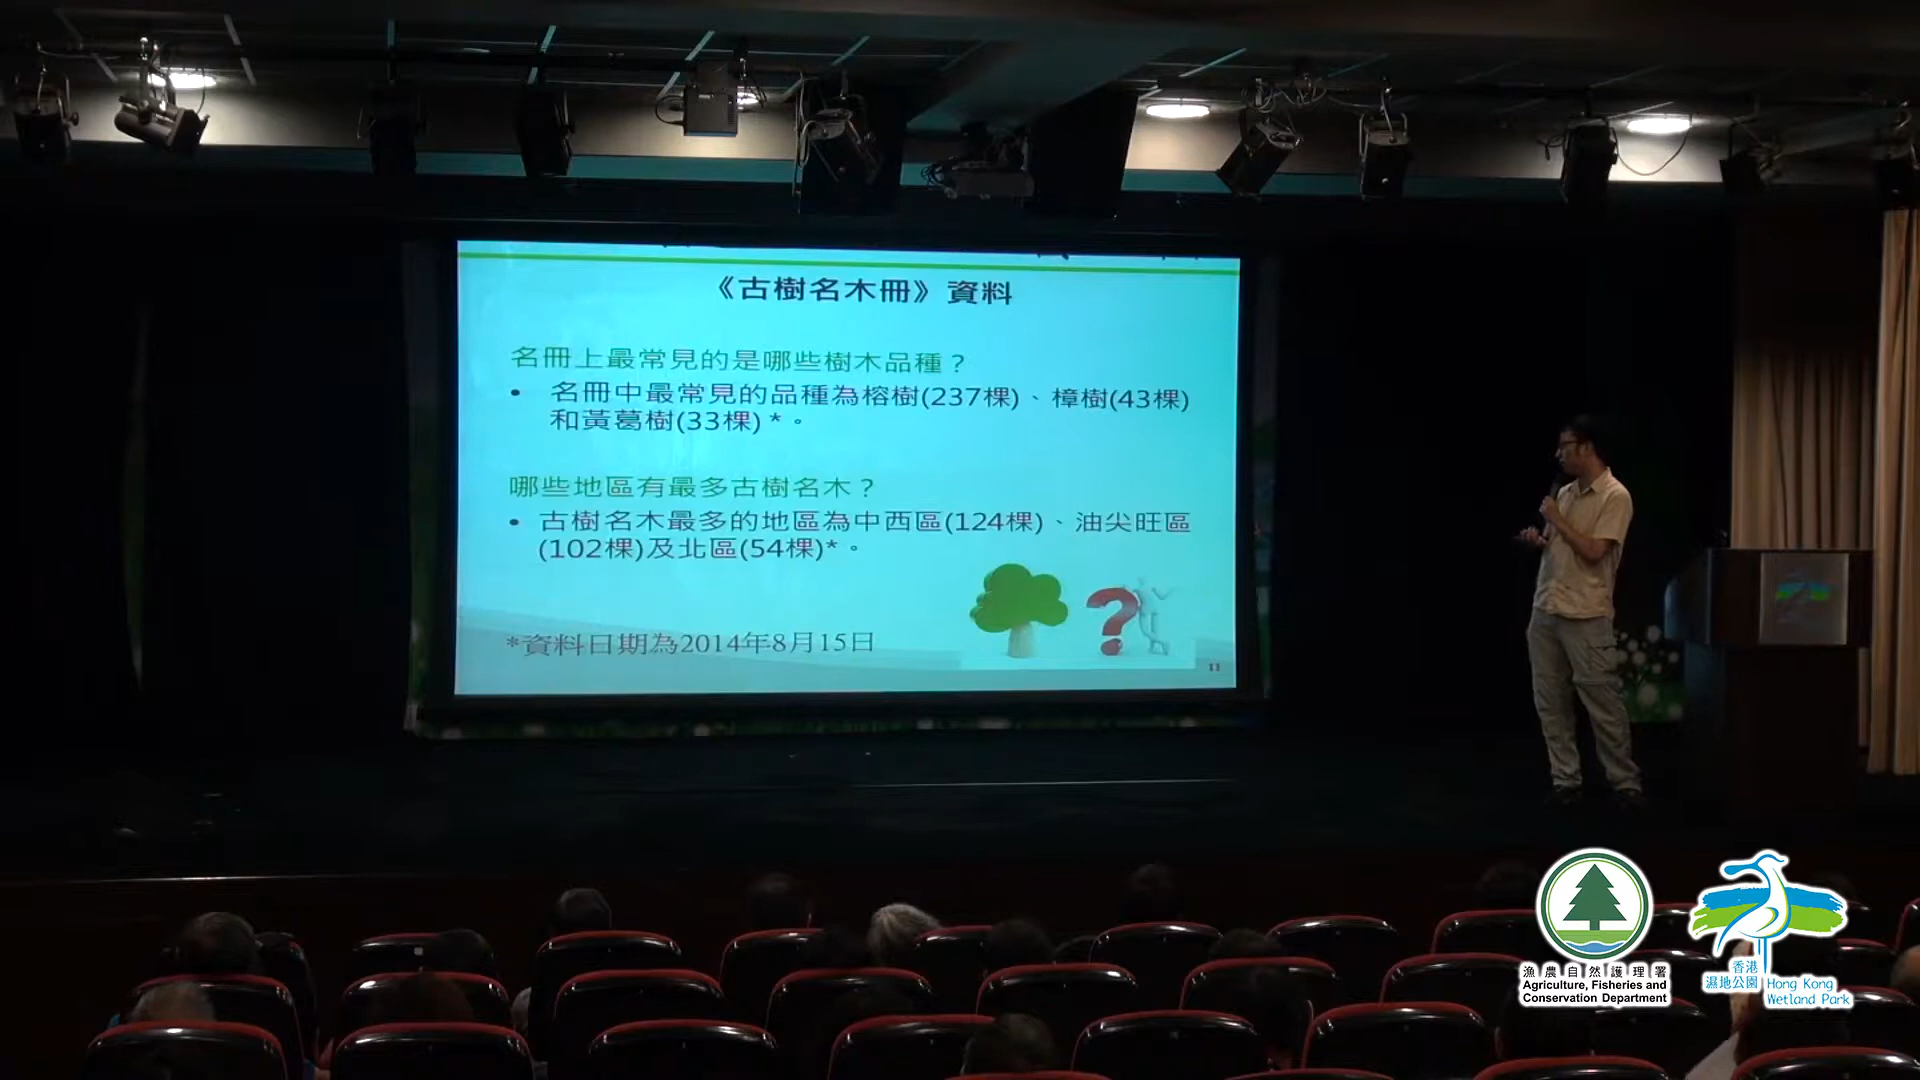 《古樹名木冊》資料
名冊上最常見的是哪些樹木品種？
• 名冊中最常見的品種為榕樹(237棵)、樟樹(43棵)
和黃葛樹(33棵) *。
哪些地區有最多古樹名木？
• 古樹名木最多的地區為中西區(124棵)、油尖旺區
(102棵)及北區(54棵)*。
*資料日期為2014年8月15日
?
11
漁農自然護理署
Agriculture, Fisheries and
Conservation Department
香港
濕地公園
Hong Kong
Wetland Park